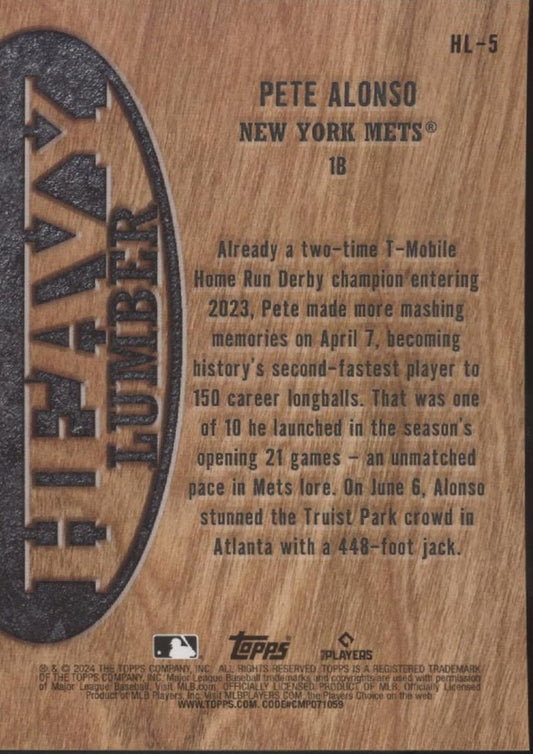 HL-5
PETE ALONSO
NEW YORK METS®
1B
HEAVY
LUMBER
Already a two-time T-Mobile
Home Run Derby champion entering
2023, Pete made more mashing
memories on April 7, becoming
history's second-fastest player to
150 career longballs. That was one
of 10 he launched in the season's
opening 21 games – an unmatched
pace in Mets lore. On June 6, Alonso
stunned the Truist Park crowd in
Atlanta with a 448-foot jack.
TOPPS
PLAYERS
® & © 2024 THE TOPPS COMPANY, INC. ALL RIGHTS RESERVED. TOPPS IS A REGISTERED TRADEMARK
OF THE TOPPS COMPANY, INC. Major League Baseball trademarks and copyrights are used with permission
of Major League Baseball. Visit MLB.com. OFFICIALLY LICENSED PRODUCT OF MLB. Officially Licensed
Product of MLB Players, Inc. Visit MLBPLAYERS.COM, the Players Choice on the web.
WWW.TOPPS.COM. CODE#CMP071059